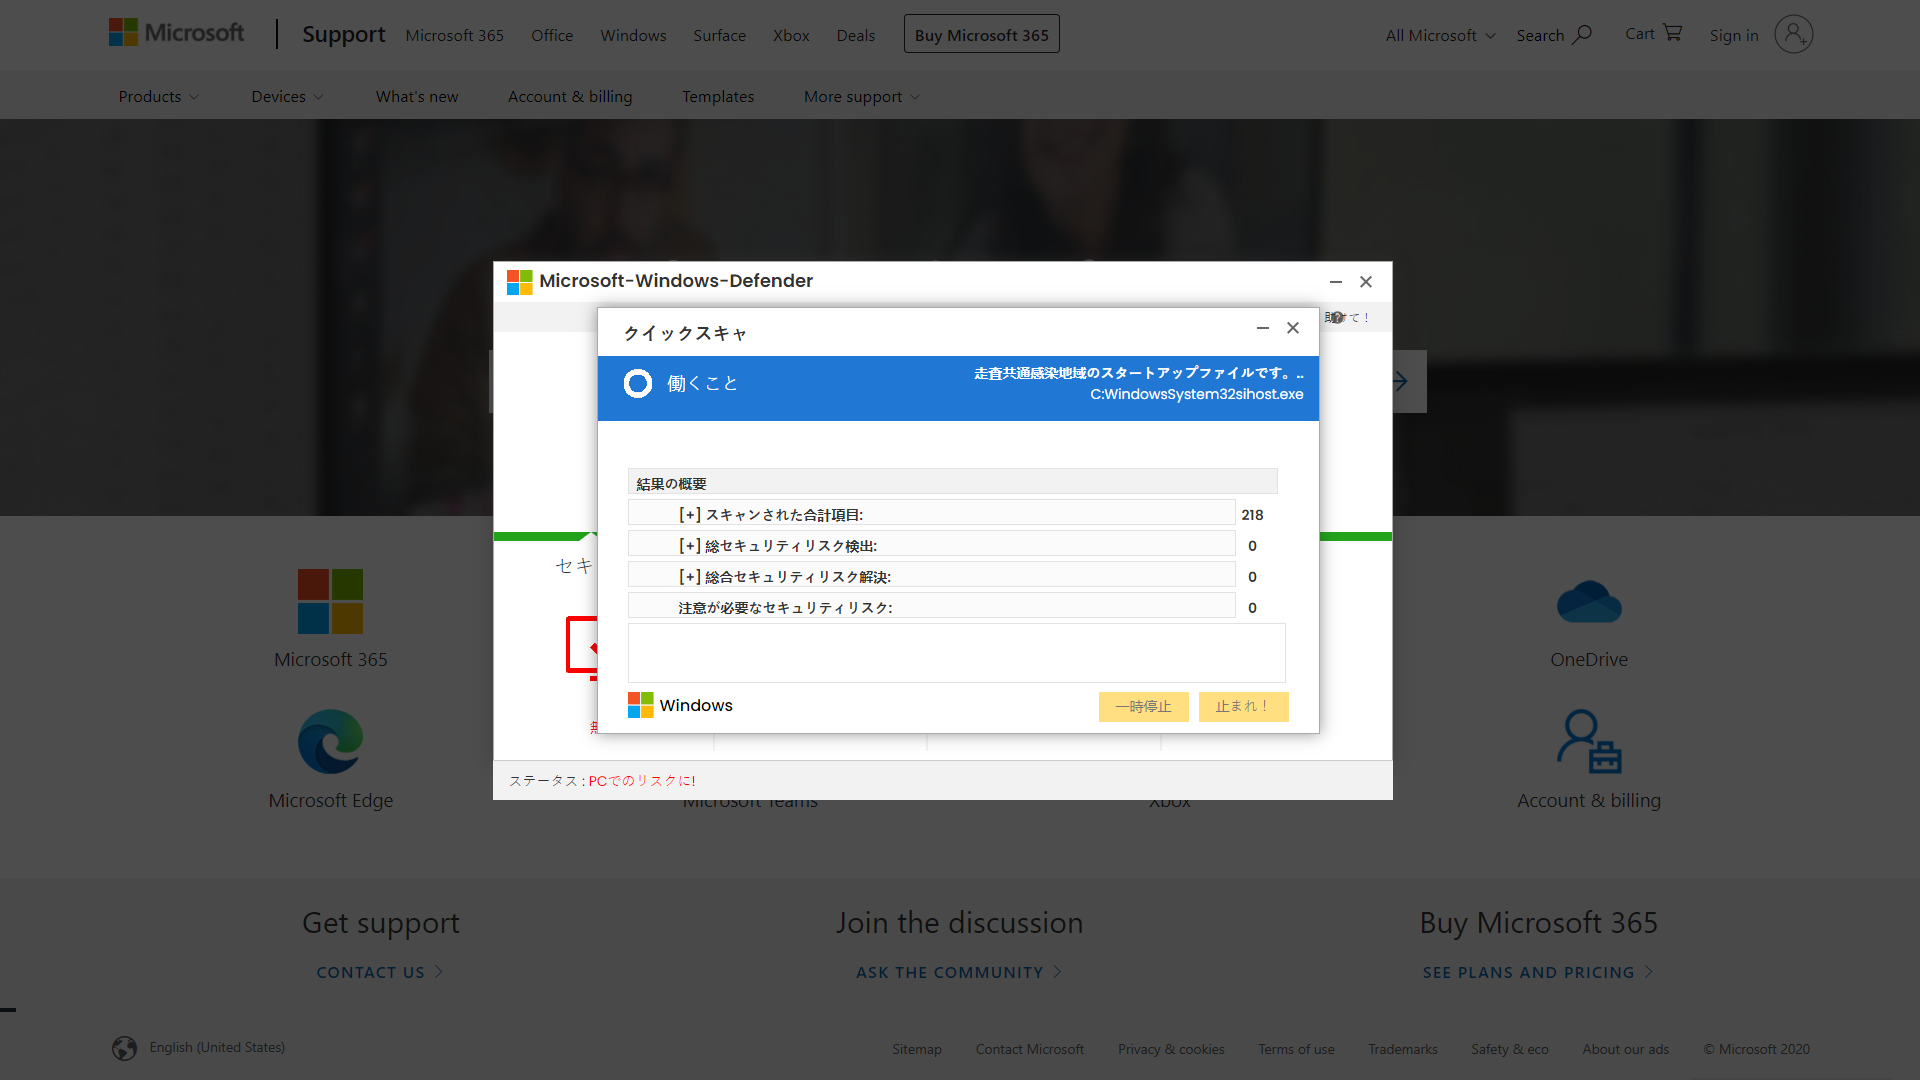 Microsoft
Support
Microsoft 365
Office
Windows
Surface
Xbox
Deals
Buy Microsoft 365
All Microsoft
Search
Cart
Sign in
Products
Devices
What's new
Account & billing
Templates
More support
Microsoft-Windows-Defender
クイックスキャ
働くこと
走査共通感染地域のスタートアップファイルです。..
C:WindowsSystem32sihost.exe
結果の概要
[+] スキャンされた合計項目: 218
[+] 総セキュリティリスク検出: 0
[+] 総合セキュリティリスク解決: 0
注意が必要なセキュリティリスク: 0
Windows
一時停止
止まれ！
セキ
ステータス : PCでのリスクに!
Microsoft 365
OneDrive
Microsoft Edge
Microsoft Teams
Xbox
Account & billing
Get support
Join the discussion
Buy Microsoft 365
CONTACT US
ASK THE COMMUNITY
SEE PLANS AND PRICING
English (United States)
Sitemap
Contact Microsoft
Privacy & cookies
Terms of use
Trademarks
Safety & eco
About our ads
© Microsoft 2020